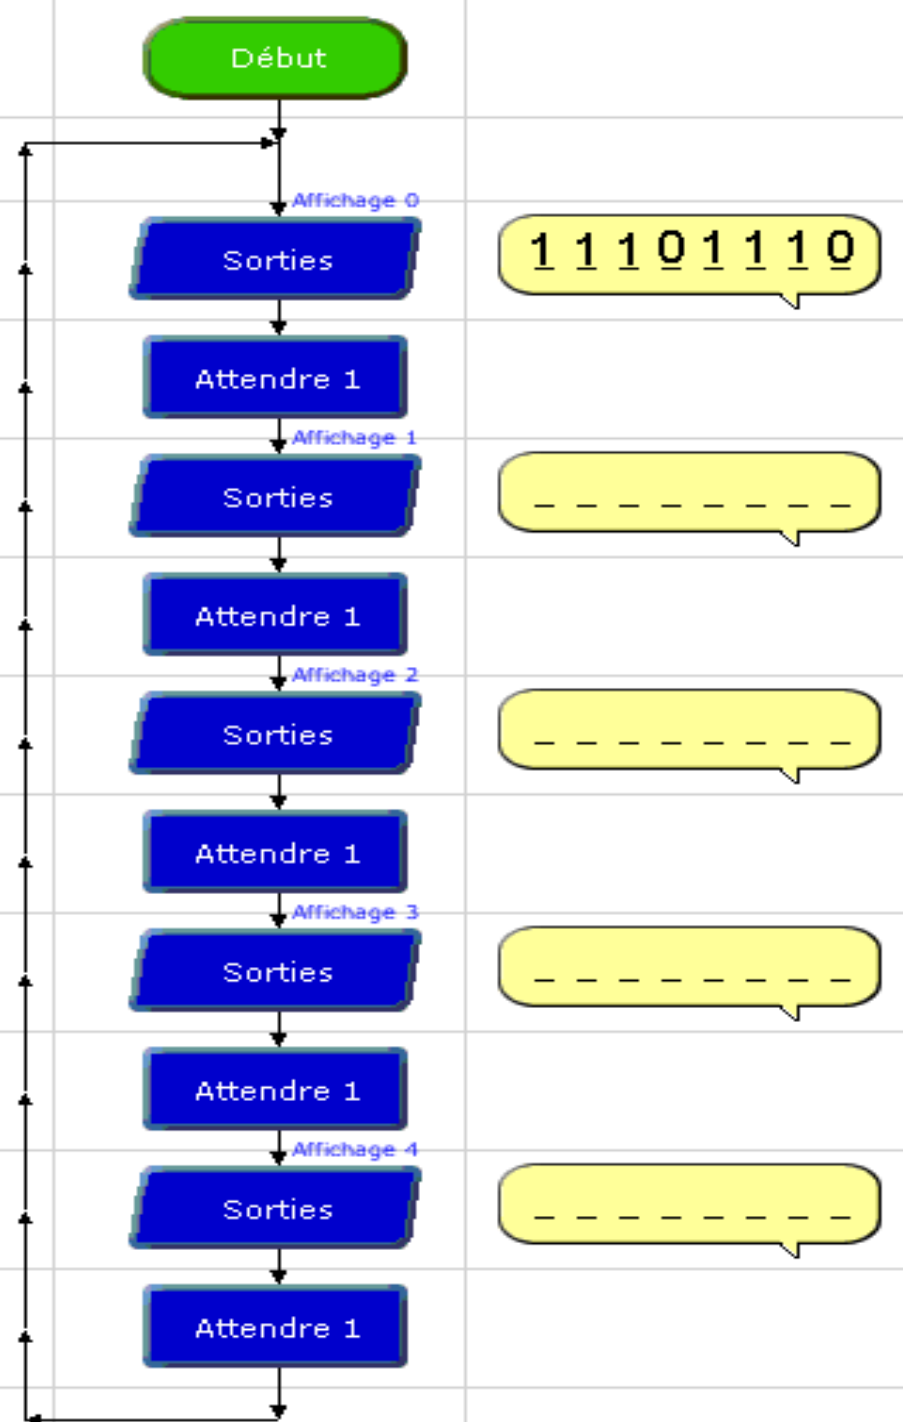 Début
Affichage 0
Sorties
1 1 1 0 1 1 1 0
Attendre 1
Affichage 1
Sorties
_ _ _ _ _ _ _ _
Attendre 1
Affichage 2
Sorties
_ _ _ _ _ _ _ _
Attendre 1
Affichage 3
Sorties
_ _ _ _ _ _ _ _
Attendre 1
Affichage 4
Sorties
_ _ _ _ _ _ _ _
Attendre 1